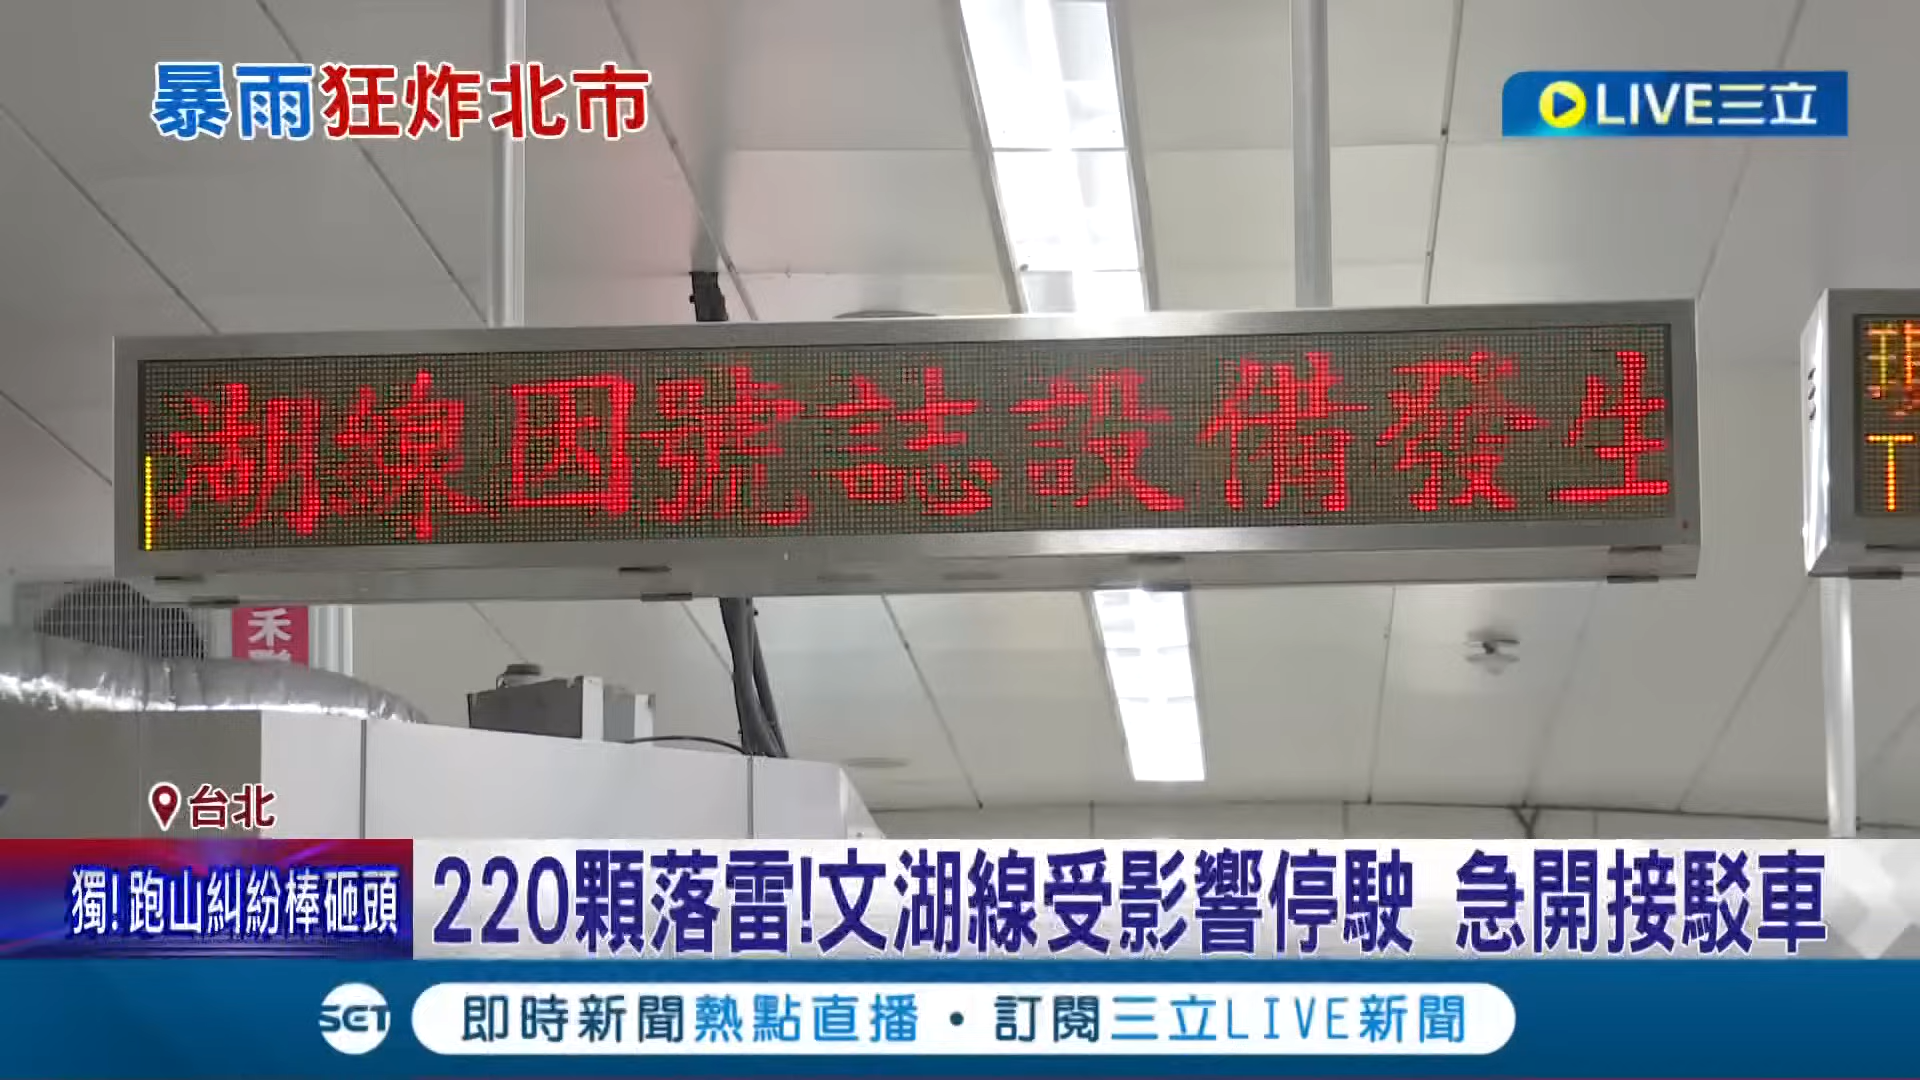 暴雨狂炸北市
LIVE三立
湖線因號誌設備發生
禾
台北
獨!跑山糾紛棒砸頭
220顆落雷!文湖線受影響停駛 急開接駁車
SET
即時新聞熱點直播・訂閱三立LIVE新聞